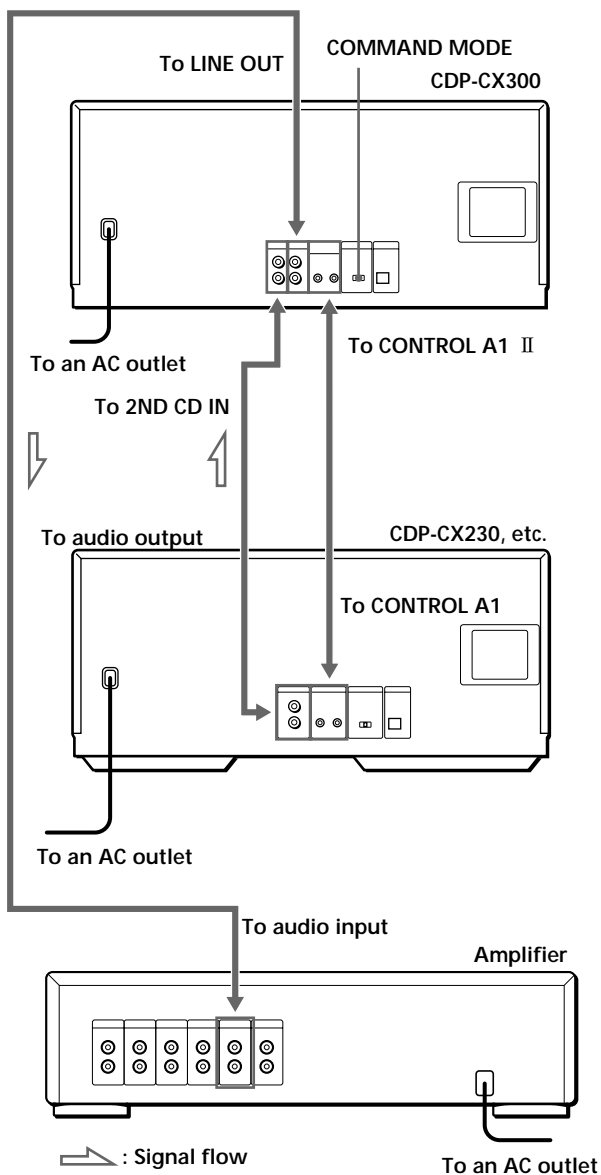 To LINE OUT
COMMAND MODE
CDP-CX300
To an AC outlet
To CONTROL A1 Ⅱ
To 2ND CD IN
To audio output
CDP-CX230, etc.
To CONTROL A1
To an AC outlet
To audio input
Amplifier
: Signal flow
To an AC outlet